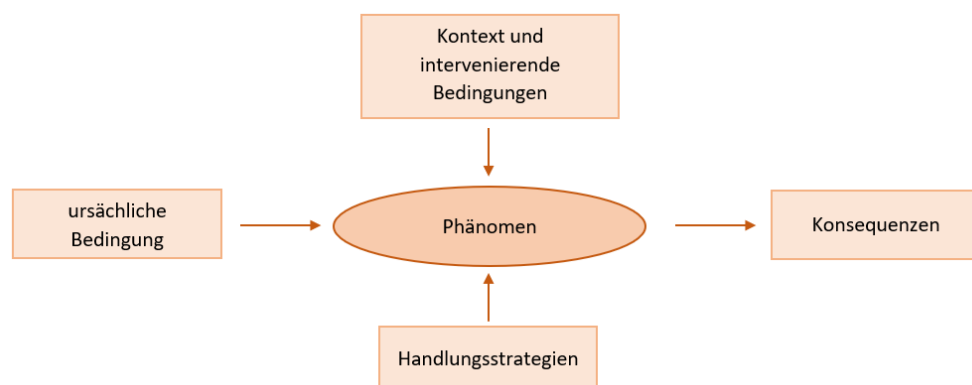 Kontext und
intervenierende
Bedingungen
ursächliche
Bedingung
Phänomen
Konsequenzen
Handlungsstrategien